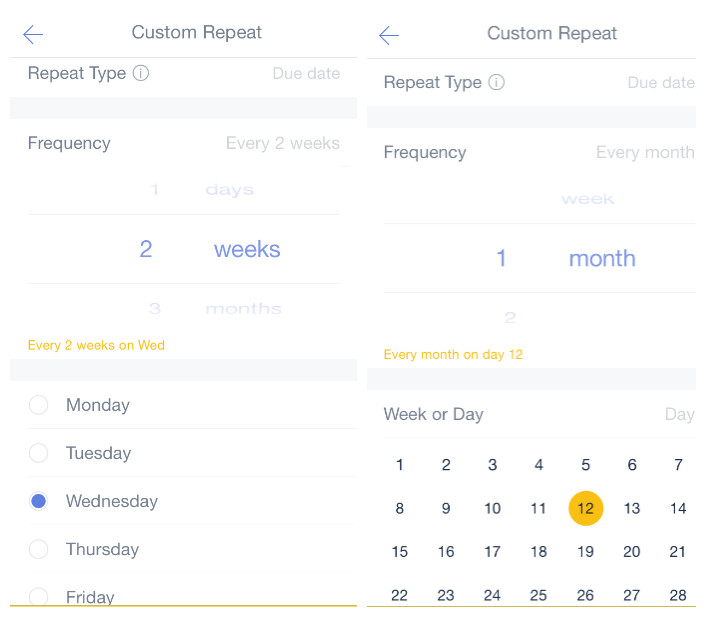 Custom Repeat
Repeat Type
Due date
Frequency
Every 2 weeks
1 days
2 weeks
3 months
Every 2 weeks on Wed
Monday
Tuesday
Wednesday
Thursday
Friday
Custom Repeat
Repeat Type
Due date
Frequency
Every month
week
1 month
2
Every month on day 12
Week or Day
Day
1 2 3 4 5 6 7
8 9 10 11 12 13 14
15 16 17 18 19 20 21
22 23 24 25 26 27 28